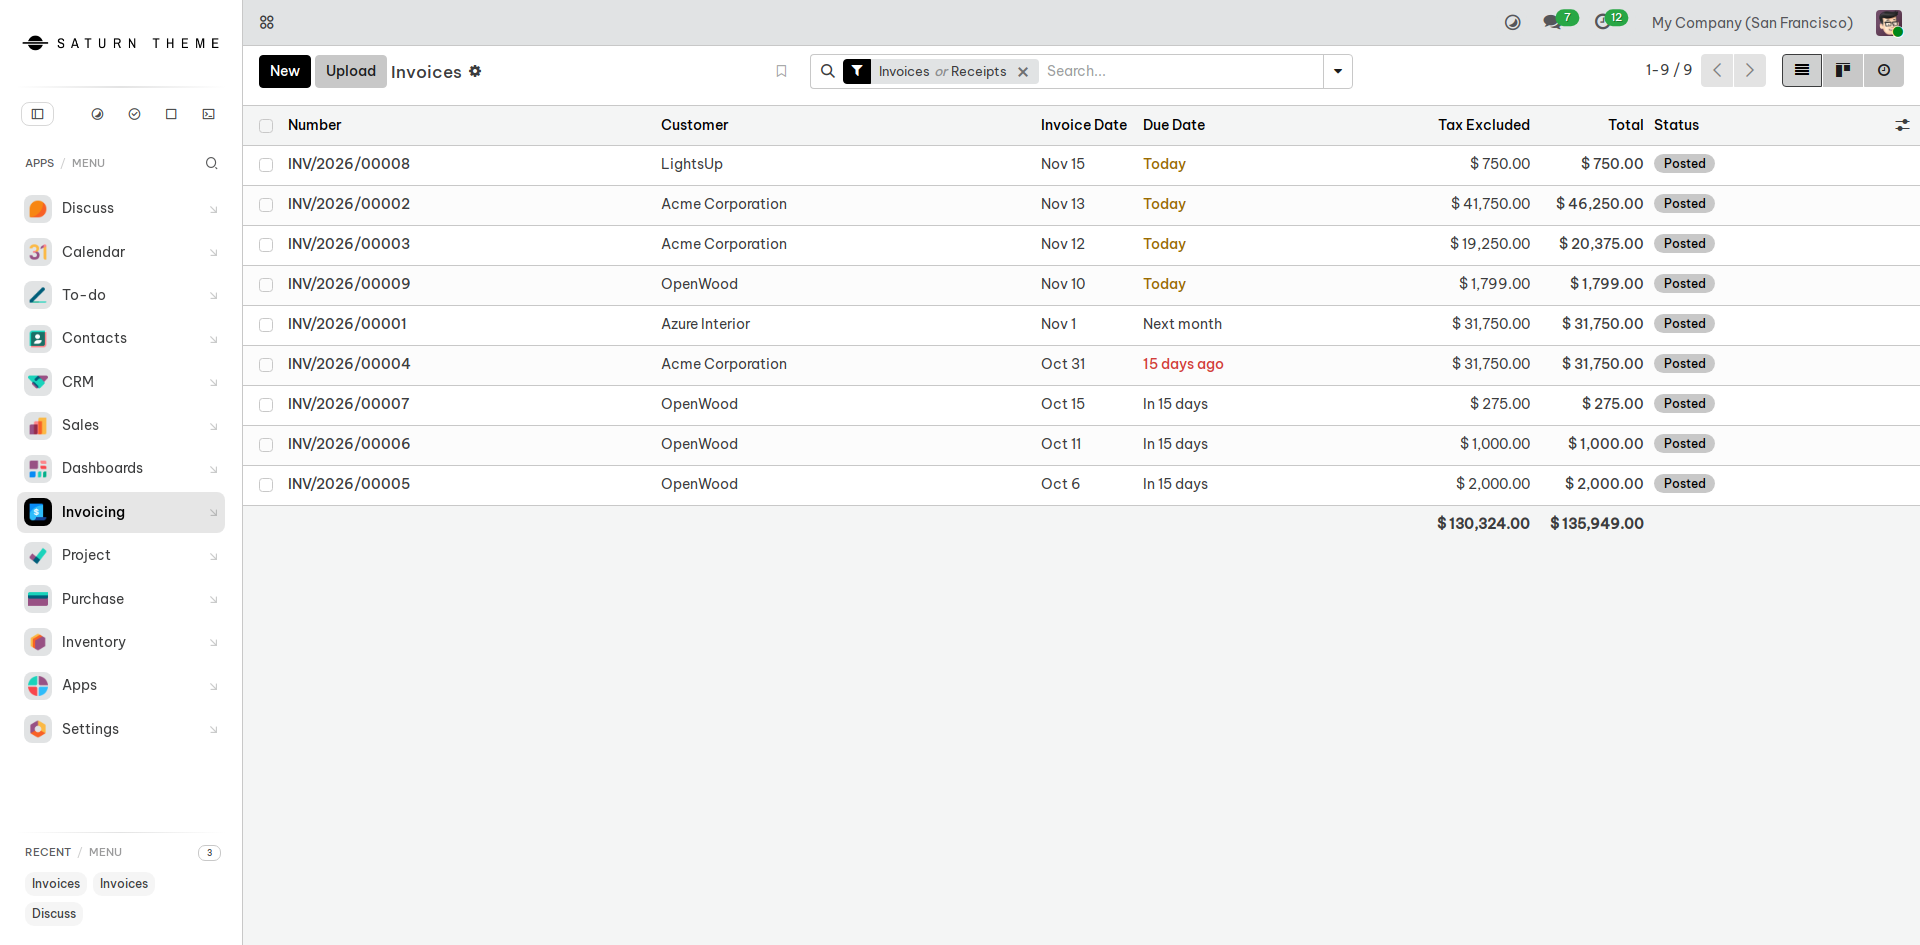 SATURN THEME
APPS / MENU
Discuss
Calendar
To-do
Contacts
CRM
Sales
Dashboards
Invoicing
Project
Purchase
Inventory
Apps
Settings
RECENT / MENU 3
Invoices Invoices
Discuss
7 12 My Company (San Francisco)
New Upload Invoices Invoices or Receipts Search... 1-9 / 9
Number Customer Invoice Date Due Date Tax Excluded Total Status
INV/2026/00008 LightsUp Nov 15 Today $ 750.00 $ 750.00 Posted
INV/2026/00002 Acme Corporation Nov 13 Today $ 41,750.00 $ 46,250.00 Posted
INV/2026/00003 Acme Corporation Nov 12 Today $ 19,250.00 $ 20,375.00 Posted
INV/2026/00009 OpenWood Nov 10 Today $ 1,799.00 $ 1,799.00 Posted
INV/2026/00001 Azure Interior Nov 1 Next month $ 31,750.00 $ 31,750.00 Posted
INV/2026/00004 Acme Corporation Oct 31 15 days ago $ 31,750.00 $ 31,750.00 Posted
INV/2026/00007 OpenWood Oct 15 In 15 days $ 275.00 $ 275.00 Posted
INV/2026/00006 OpenWood Oct 11 In 15 days $ 1,000.00 $ 1,000.00 Posted
INV/2026/00005 OpenWood Oct 6 In 15 days $ 2,000.00 $ 2,000.00 Posted
$ 130,324.00 $ 135,949.00